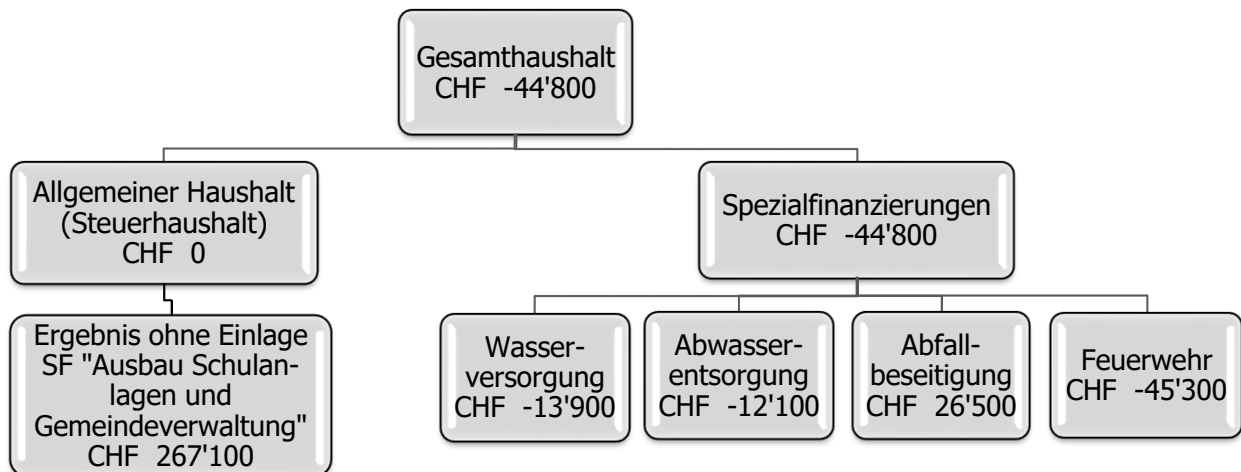 Gesamthaushalt
CHF -44'800
Allgemeiner Haushalt
(Steuerhaushalt)
CHF 0
Spezialfinanzierungen
CHF -44'800
Ergebnis ohne Einlage
SF "Ausbau Schulan-
lagen und
Gemeindeverwaltung"
CHF 267'100
Wasser-
versorgung
CHF -13'900
Abwasser-
entsorgung
CHF -12'100
Abfall-
beseitigung
CHF 26'500
Feuerwehr
CHF -45'300